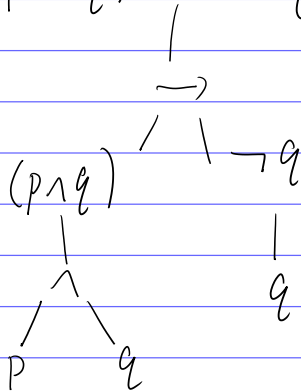 →
(p∧q) ¬q
∧ q
p q